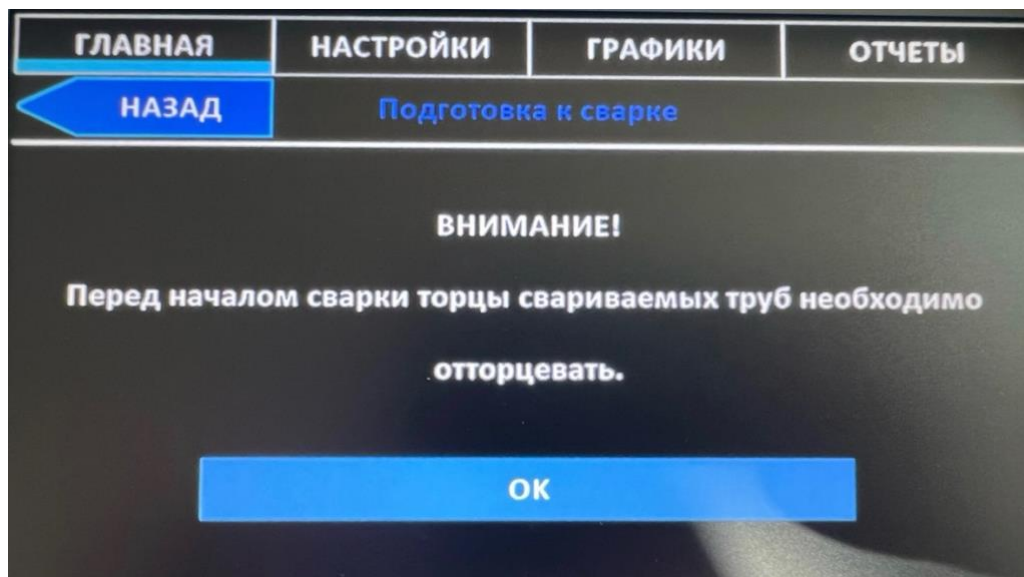 ГЛАВНАЯ НАСТРОЙКИ ГРАФИКИ ОТЧЕТЫ
НАЗАД Подготовка к сварке
ВНИМАНИЕ!
Перед началом сварки торцы свариваемых труб необходимо
отторцевать.
OK